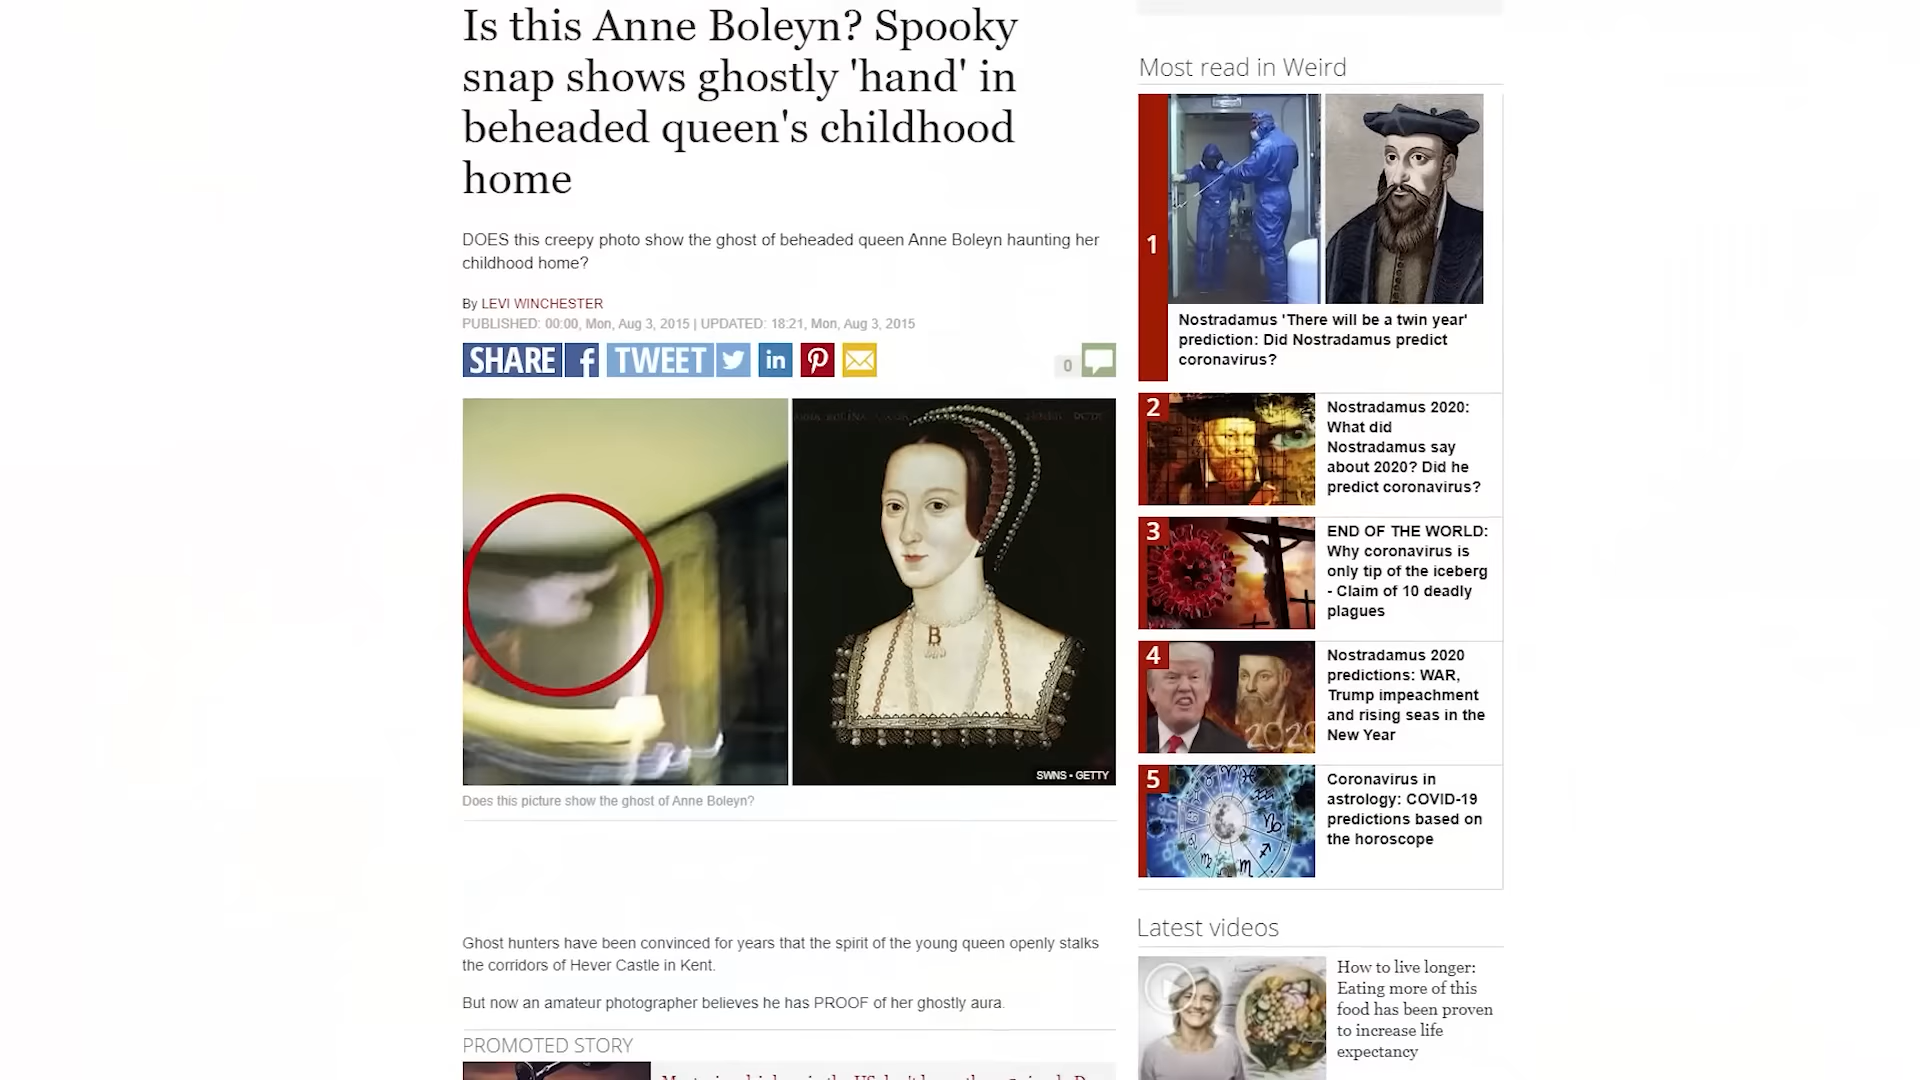 Is this Anne Boleyn? Spooky
snap shows ghostly 'hand' in
beheaded queen's childhood
home
DOES this creepy photo show the ghost of beheaded queen Anne Boleyn haunting her
childhood home?
By LEVI WINCHESTER
PUBLISHED: 00:00, Mon, Aug 3, 2015 | UPDATED: 18:21, Mon, Aug 3, 2015
SHARE f TWEET in
0
B
SWNS • GETTY
Does this picture show the ghost of Anne Boleyn?
Ghost hunters have been convinced for years that the spirit of the young queen openly stalks
the corridors of Hever Castle in Kent.
But now an amateur photographer believes he has PROOF of her ghostly aura.
PROMOTED STORY
Most read in Weird
1
Nostradamus 'There will be a twin year'
prediction: Did Nostradamus predict
coronavirus?
2
Nostradamus 2020:
What did
Nostradamus say
about 2020? Did he
predict coronavirus?
3
END OF THE WORLD:
Why coronavirus is
only tip of the iceberg
- Claim of 10 deadly
plagues
4
2020
Nostradamus 2020
predictions: WAR,
Trump impeachment
and rising seas in the
New Year
5
Coronavirus in
astrology: COVID-19
predictions based on
the horoscope
Latest videos
How to live longer:
Eating more of this
food has been proven
to increase life
expectancy